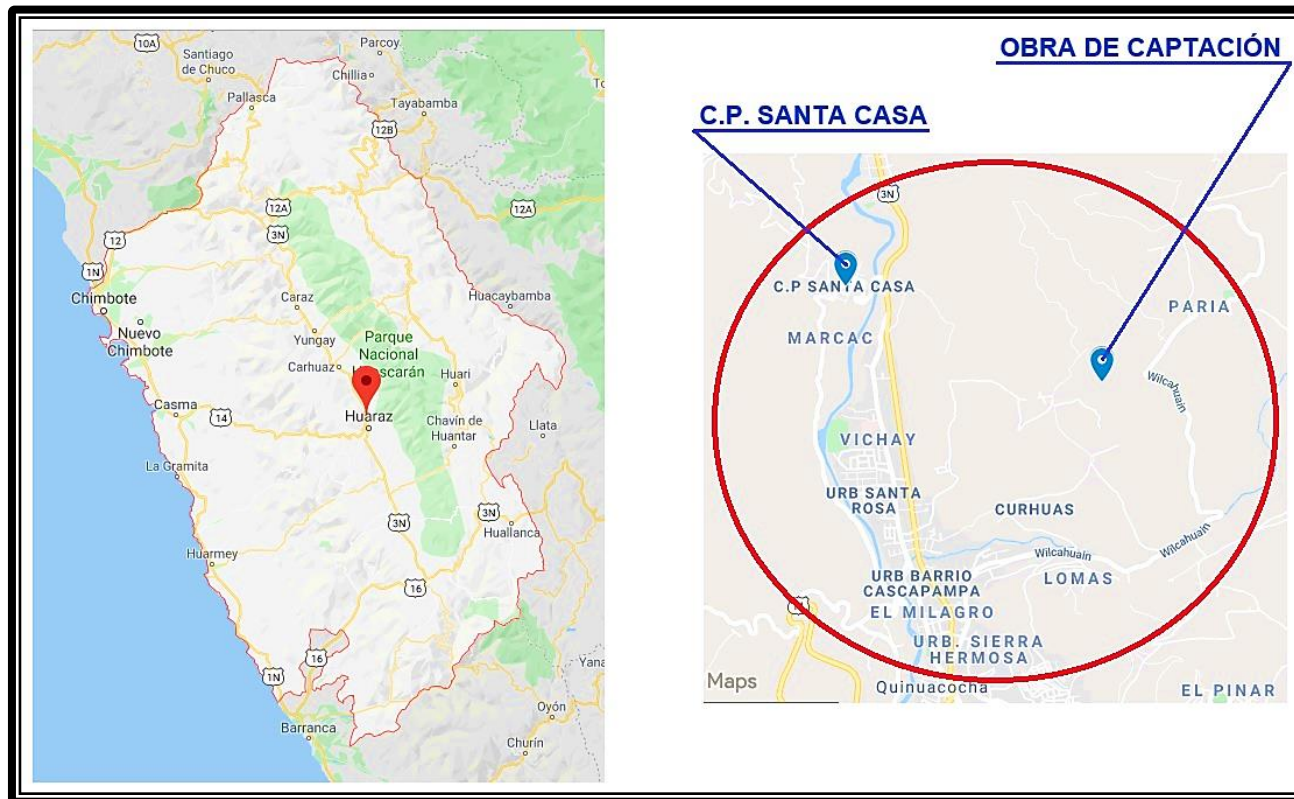 10A
Santiago
de Chuco
Parcoy
Chillia
Pallasca
Tayabamba
12B
12A
3N
12A
12
1N
Chimbote
Nuevo
Chimbote
Caraz
Huacaybamba
Yungay
Parque
Nacional
Huascarán
Carhuaz
Huari
Casma
14
Huaraz
Chavín de
Huantar
Llata
La Gramita
3N
3N
Huallanca
Huarmey
16
16
1N
Yana
Barranca
Oyón
Churín
OBRA DE CAPTACIÓN
C.P. SANTA CASA
3N
C.P SANTA CASA
PARIA
MARCAC
Wilcahuain
VICHAY
URB SANTA
ROSA
CURHUAS
Wilcahuain
Wilcahuain
LOMAS
URB BARRIO
CASCAPAMPA
EL MILAGRO
URB. SIERRA
HERMOSA
Maps
Quinuacocha
EL PINAR